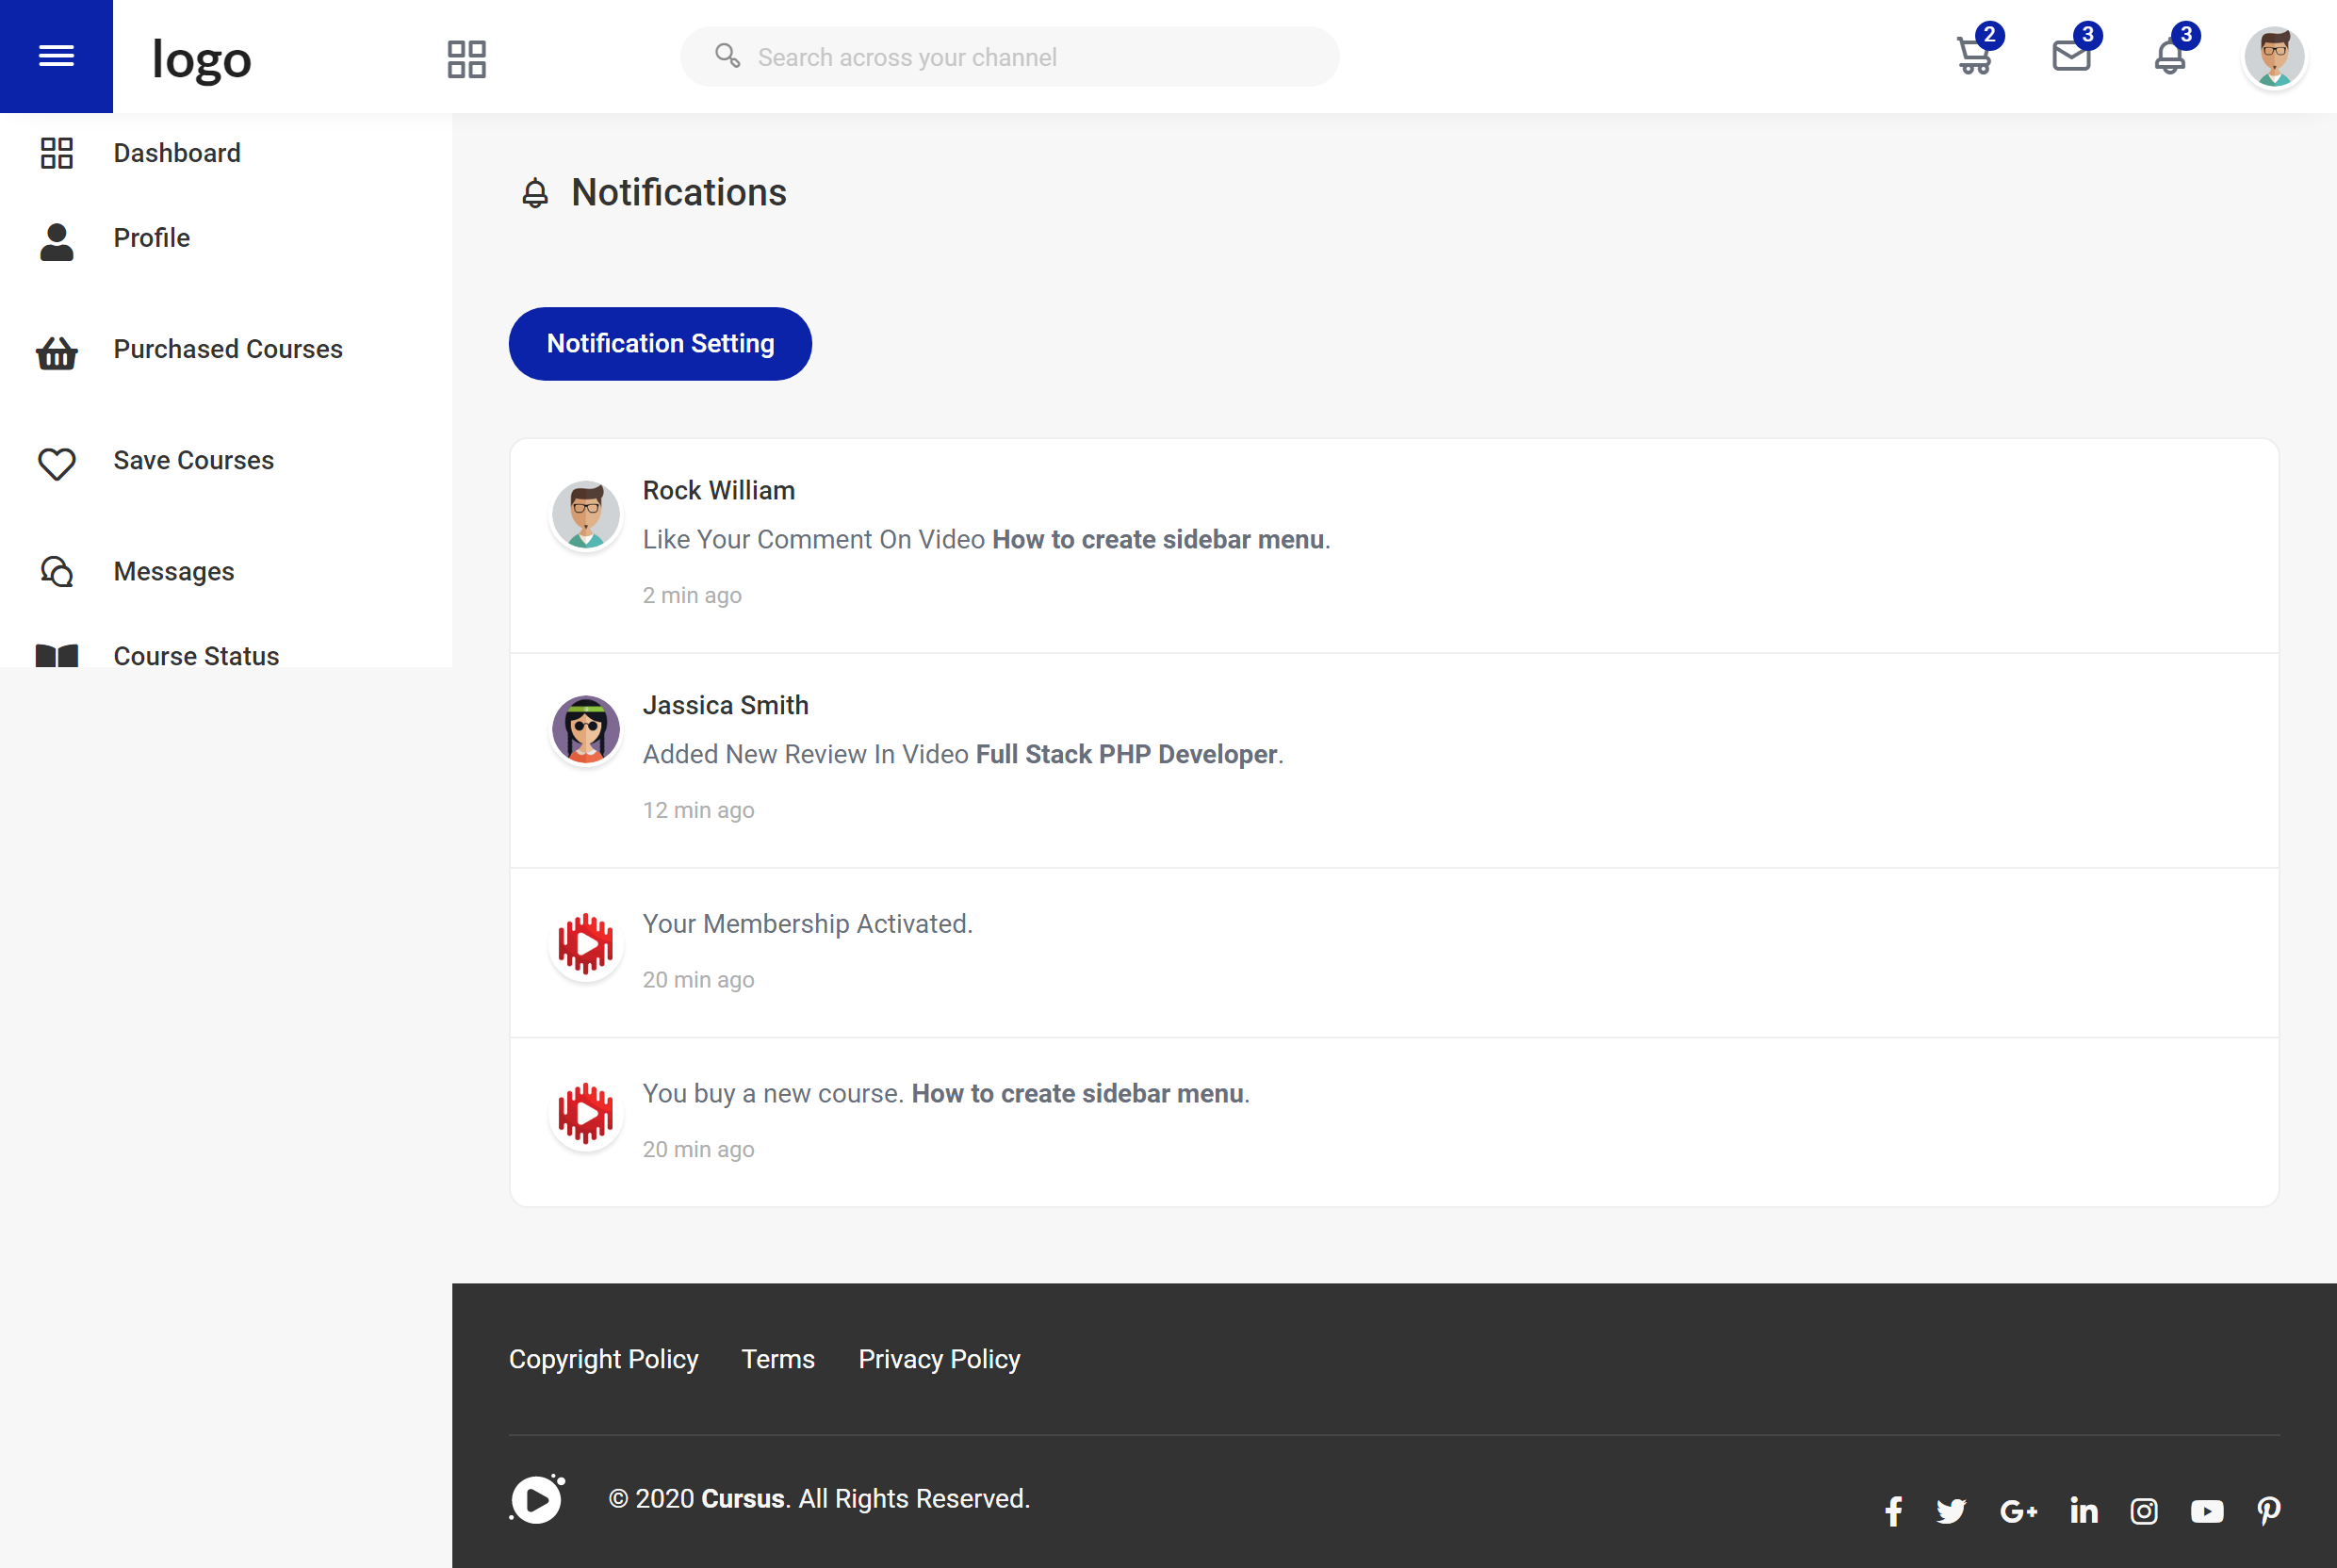 logo
Search across your channel
2
3
3
Dashboard
Profile
Purchased Courses
Save Courses
Messages
Course Status
Notifications
Notification Setting
Rock William
Like Your Comment On Video How to create sidebar menu.
2 min ago
Jassica Smith
Added New Review In Video Full Stack PHP Developer.
12 min ago
Your Membership Activated.
20 min ago
You buy a new course. How to create sidebar menu.
20 min ago
Copyright Policy Terms Privacy Policy
© 2020 Cursus. All Rights Reserved.